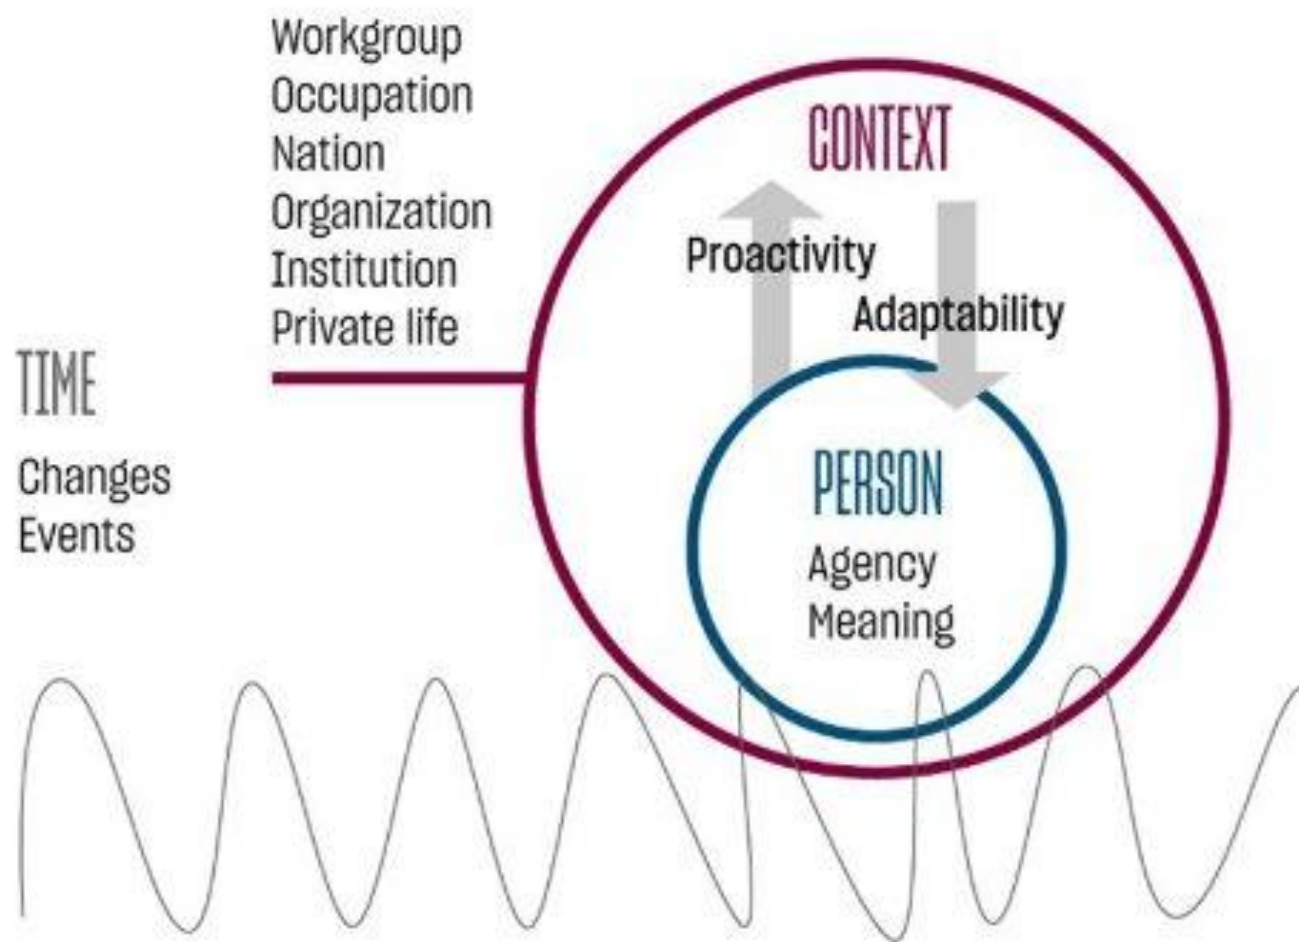 Workgroup
Occupation
Nation
Organization
Institution
Private life
TIME
Changes
Events
CONTEXT
Proactivity
Adaptability
PERSON
Agency
Meaning